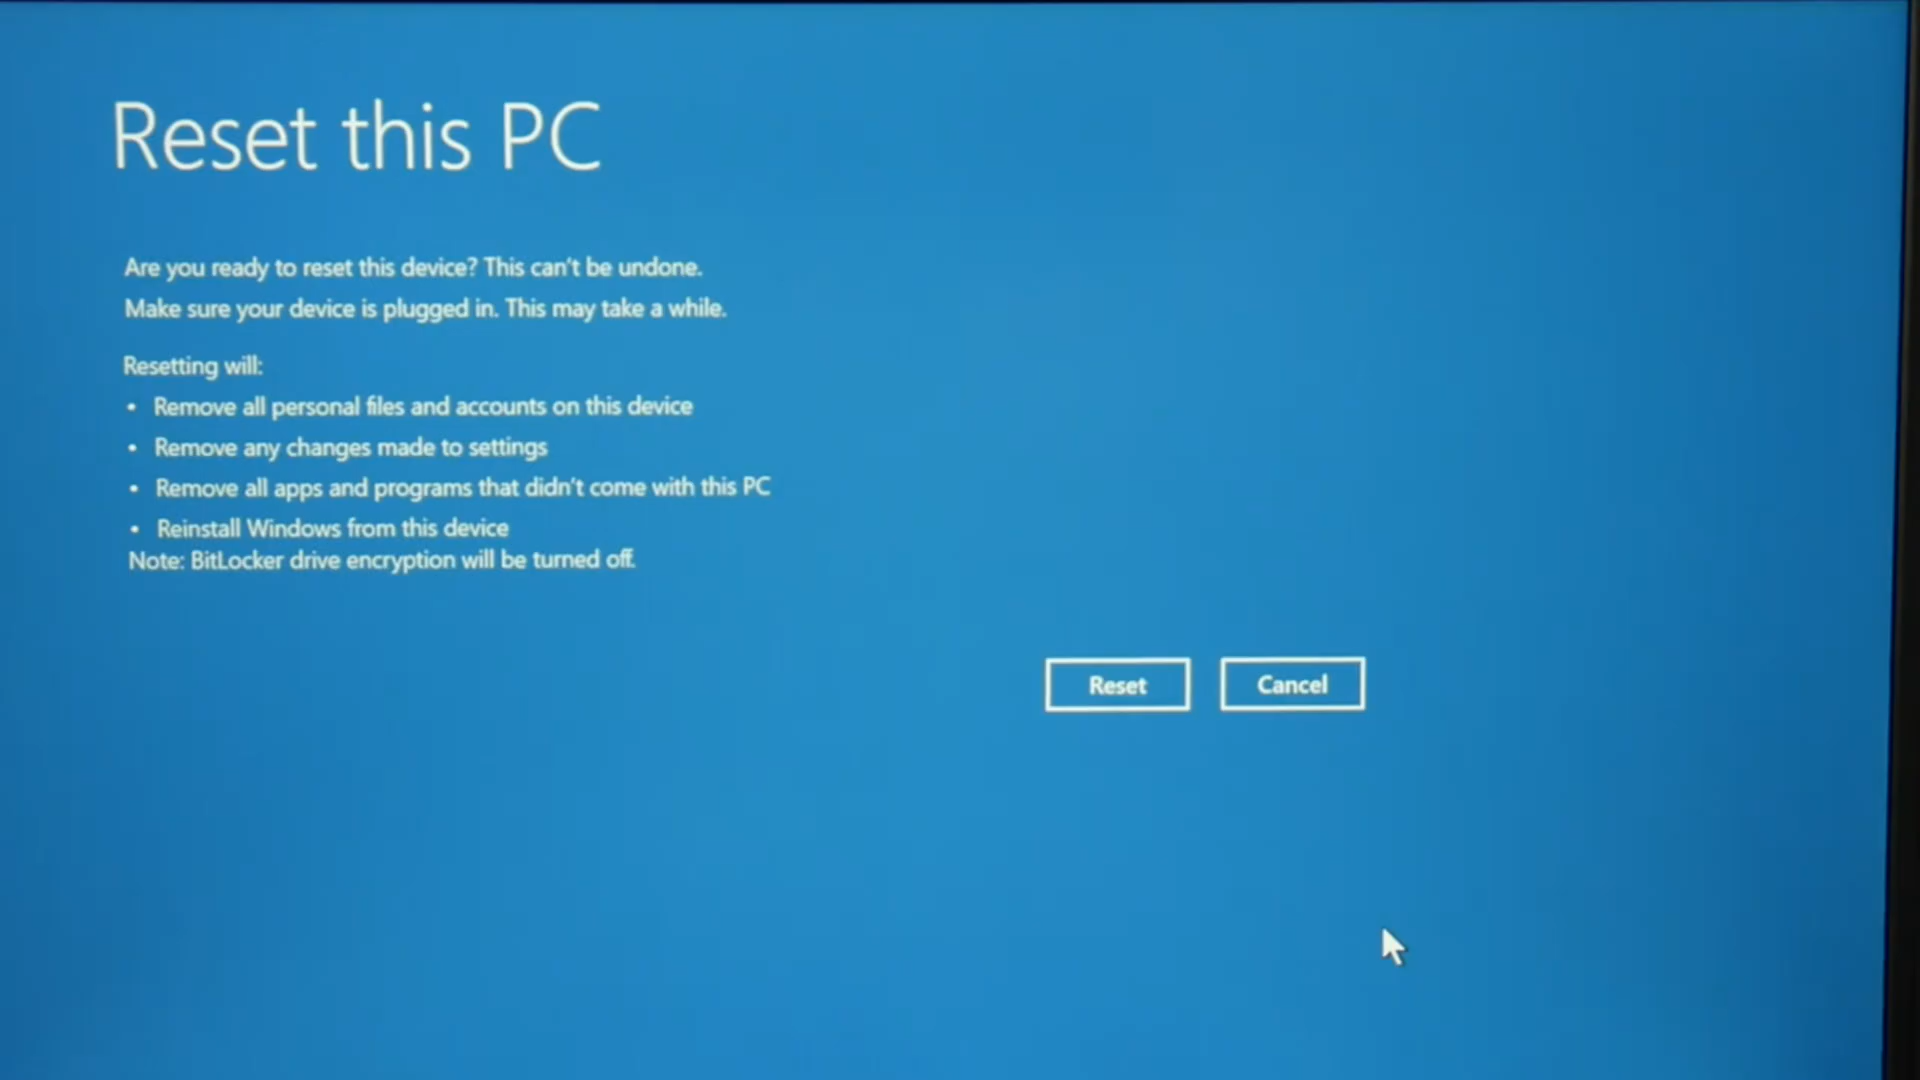 Reset this PC
Are you ready to reset this device? This can't be undone.
Make sure your device is plugged in. This may take a while.
Resetting will:
• Remove all personal files and accounts on this device
• Remove any changes made to settings
• Remove all apps and programs that didn't come with this PC
• Reinstall Windows from this device
Note: BitLocker drive encryption will be turned off.
Reset Cancel